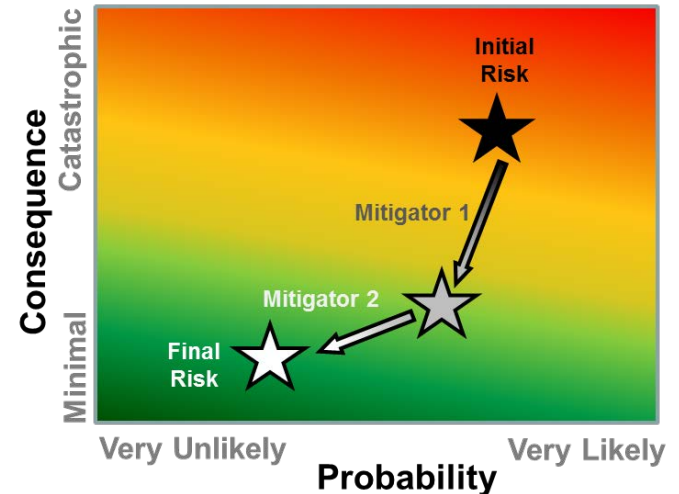 Consequence
Catastrophic
Minimal
Initial
Risk
Mitigator 1
Mitigator 2
Final
Risk
Very Unlikely
Very Likely
Probability